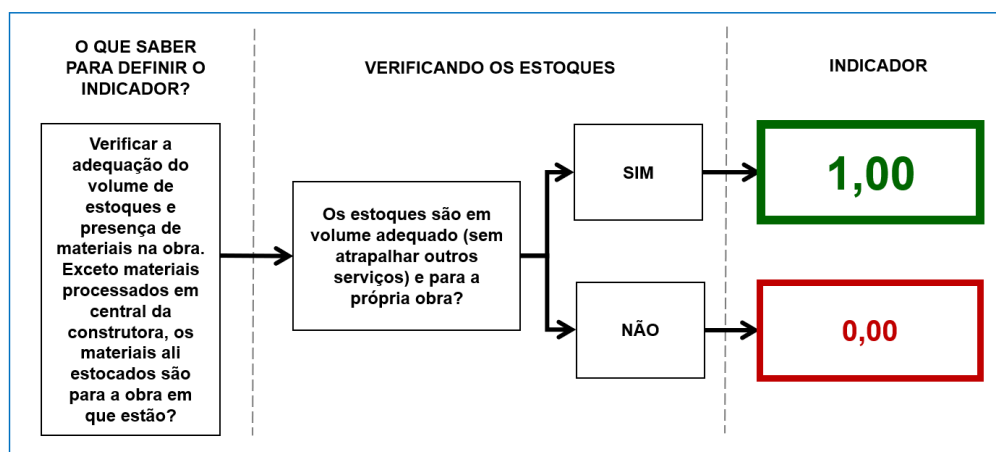 O QUE SABER
PARA DEFINIR O
INDICADOR?
VERIFICANDO OS ESTOQUES
INDICADOR
Verificar a
adequação do
volume de
estoques e
presença de
materiais na obra.
Exceto materiais
processados em
central da
construtora, os
materiais ali
estocados são
para a obra em
que estão?
Os estoques são em
volume adequado (sem
atrapalhar outros
serviços) e para a
própria obra?
SIM
1,00
NÃO
0,00